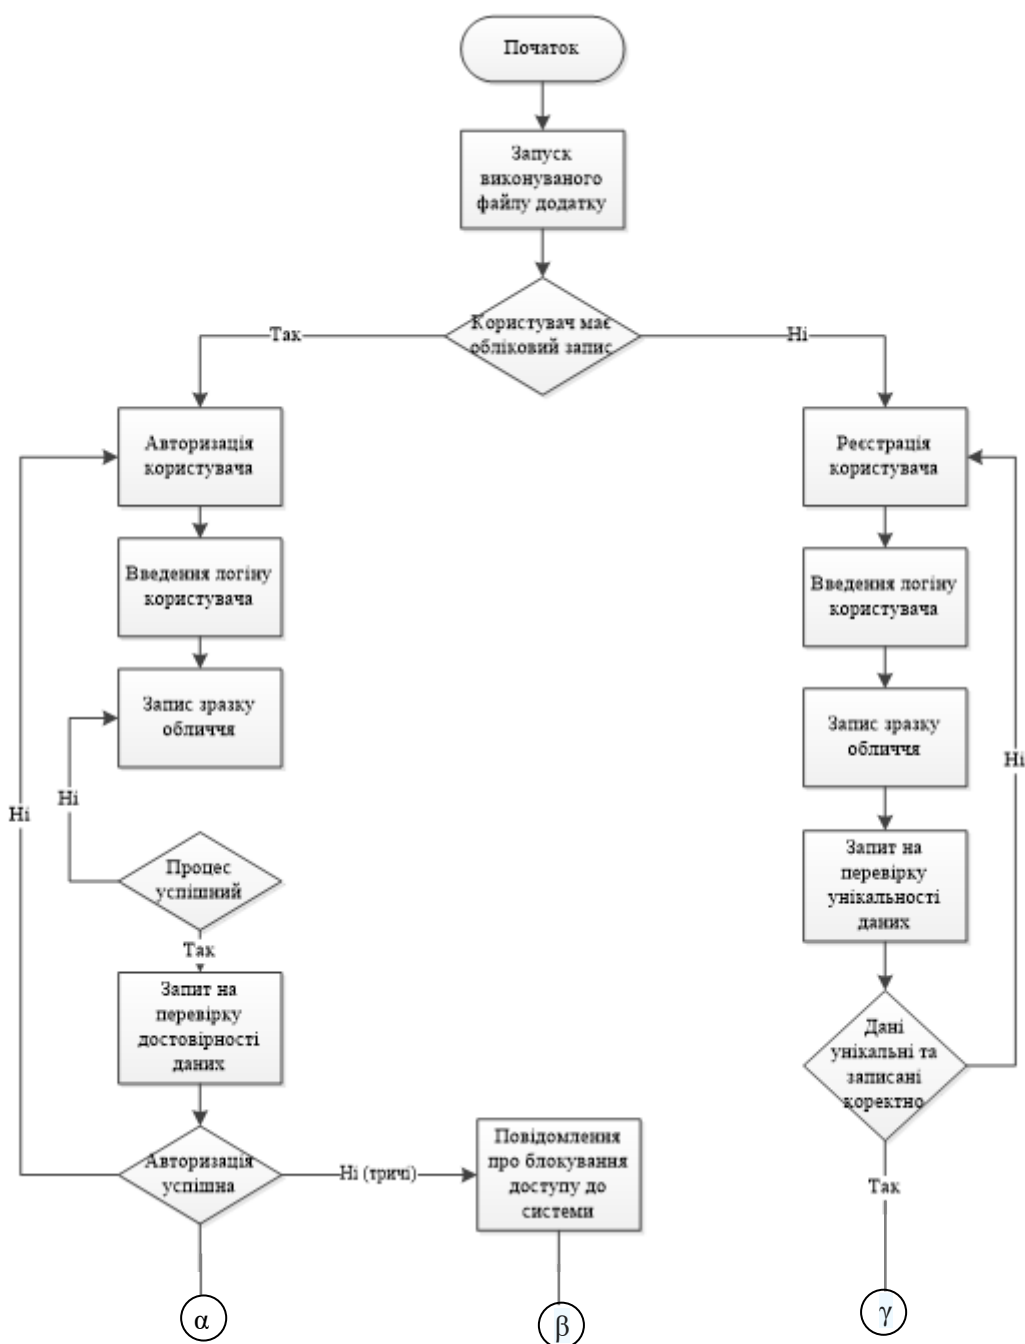 Початок
Запуск
виконуваного
файлу додатку
Користувач має
обліковий запис
Так
Ні
Авторизація
користувача
Введення логіну
користувача
Запис зразку
обличчя
Ні
Ні
Процес
успішний
Так
Запит на
перевірку
достовірності
даних
Авторизація
успішна
Ні (тричі)
Повідомлення
про блокування
доступу до
системи
Реєстрація
користувача
Введення логіну
користувача
Запис зразку
обличчя
Ні
Запит на
перевірку
унікальності
даних
Дані
унікальні та
записані
коректно
Так
α
β
γ